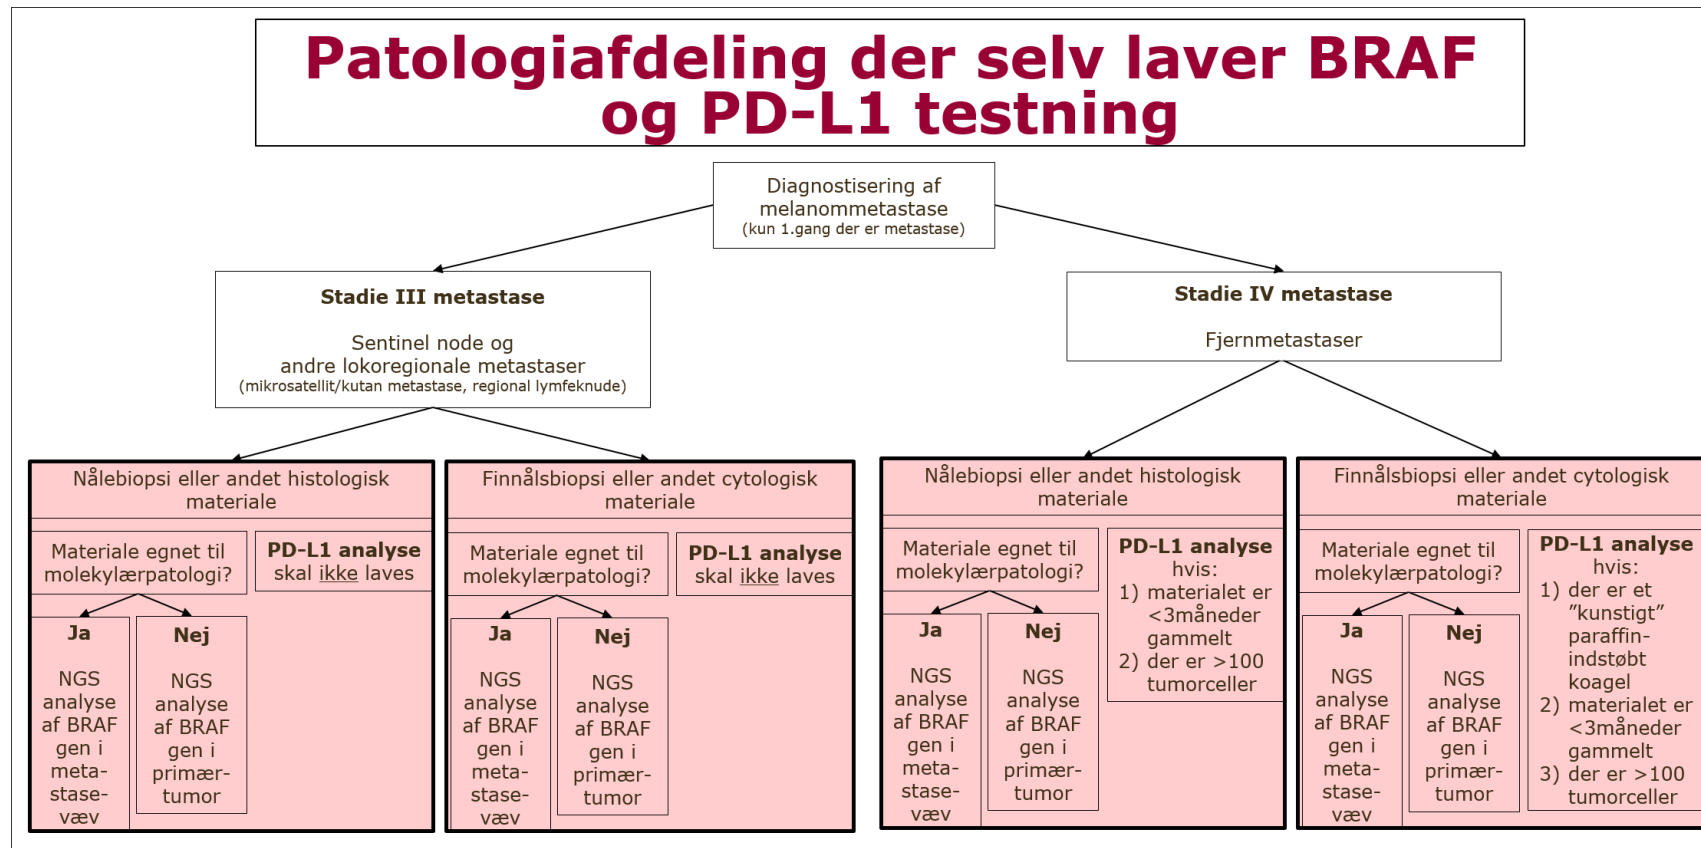 Patologiafdeling der selv laver BRAF
og PD-L1 testning
Diagnostisering af
melanommetastase
(kun 1.gang der er metastase)
Stadie III metastase
Sentinel node og
andre lokoregionale metastaser
(mikrosatellit/kutan metastase, regional lymfeknude)
Stadie IV metastase
Fjernmetastaser
Nålebiopsi eller andet histologisk
materiale
Materiale egnet til
molekylærpatologi?
PD-L1 analyse
skal ikke laves
Ja
NGS
analyse
af BRAF
gen i
meta-
stase-
væv
Nej
NGS
analyse
af BRAF
gen i
primær-
tumor
Finnålsbiopsi eller andet cytologisk
materiale
Materiale egnet til
molekylærpatologi?
PD-L1 analyse
skal ikke laves
Ja
NGS
analyse
af BRAF
gen i
meta-
stase-
væv
Nej
NGS
analyse
af BRAF
gen i
primær-
tumor
Nålebiopsi eller andet histologisk
materiale
Materiale egnet til
molekylærpatologi?
Ja
NGS
analyse
af BRAF
gen i
meta-
stase-
væv
Nej
NGS
analyse
af BRAF
gen i
primær-
tumor
PD-L1 analyse
hvis:
1) materialet er
<3måneder
gammelt
2) der er >100
tumorceller
Finnålsbiopsi eller andet cytologisk
materiale
Materiale egnet til
molekylærpatologi?
Ja
NGS
analyse
af BRAF
gen i
meta-
stase-
væv
Nej
NGS
analyse
af BRAF
gen i
primær-
tumor
PD-L1 analyse
hvis:
1) der er et
”kunstigt”
paraffin-
indstøbt
koagel
2) materialet er
<3måneder
gammelt
3) der er >100
tumorceller